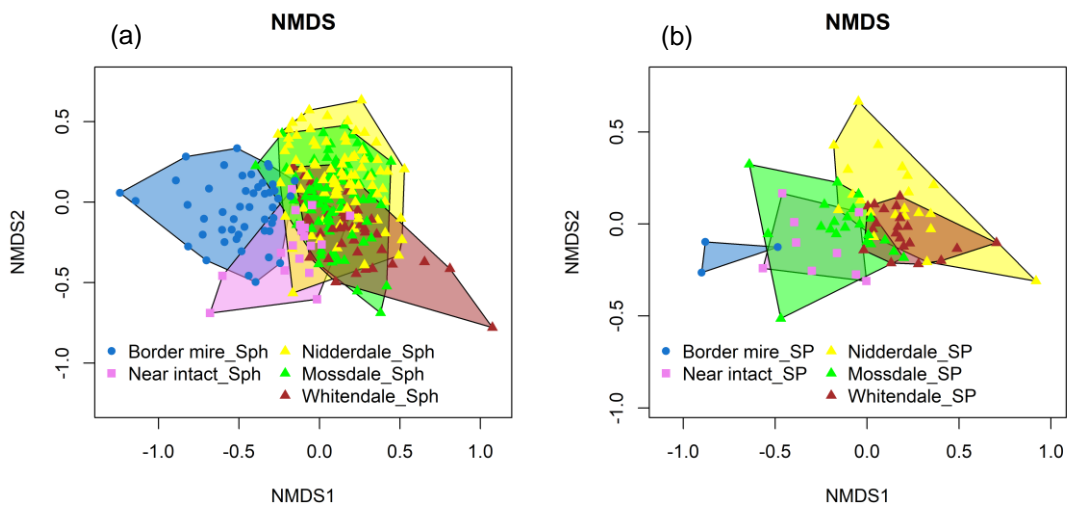 NMDS
(a)
NMDS2
0.5
0.0
-0.5
-1.0
Border mire_Sph
Near intact_Sph
Nidderdale_Sph
Mossdale_Sph
Whitendale_Sph
-1.0 -0.5 0.0 0.5 1.0
NMDS1
NMDS
(b)
NMDS2
0.5
0.0
-0.5
-1.0
Border mire_SP
Near intact_SP
Nidderdale_SP
Mossdale_SP
Whitendale_SP
-1.0 -0.5 0.0 0.5 1.0
NMDS1